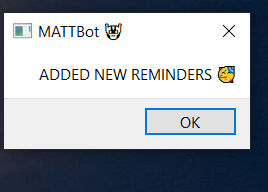 MATTBot 🤖
ADDED NEW REMINDERS 🥳
OK